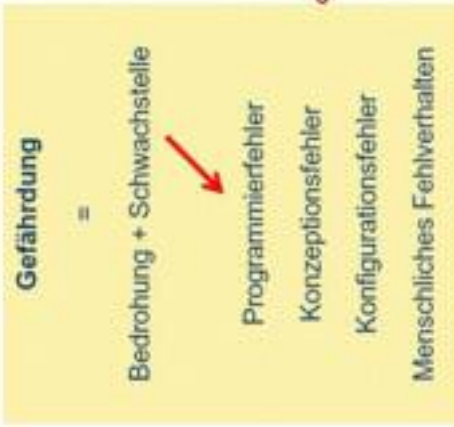 Gefährdung
=
Bedrohung + Schwachstelle
Programmierfehler
Konzeptionsfehler
Konfigurationsfehler
Menschliches Fehlverhalten